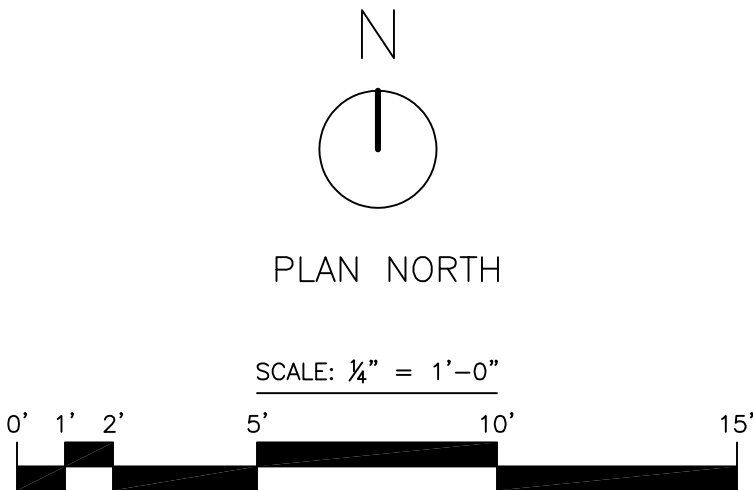 N
PLAN NORTH
SCALE: ¼” = 1’-0”
0' 1' 2' 5' 10' 15'